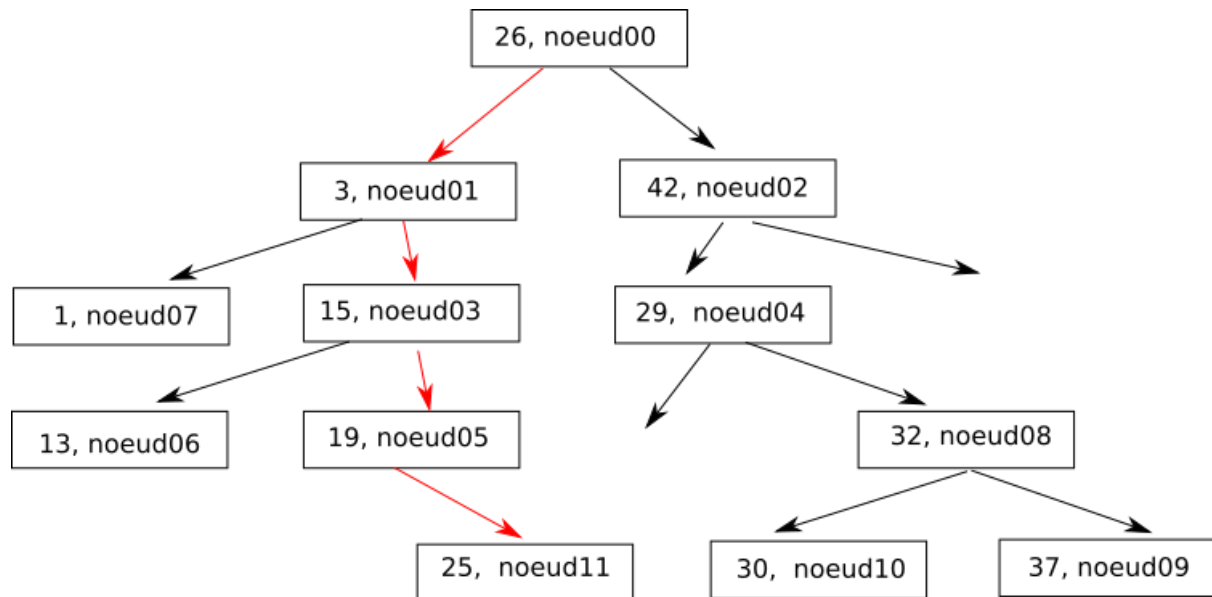 26, noeud00
3, noeud01
42, noeud02
1, noeud07
15, noeud03
29, noeud04
13, noeud06
19, noeud05
32, noeud08
25, noeud11
30, noeud10
37, noeud09